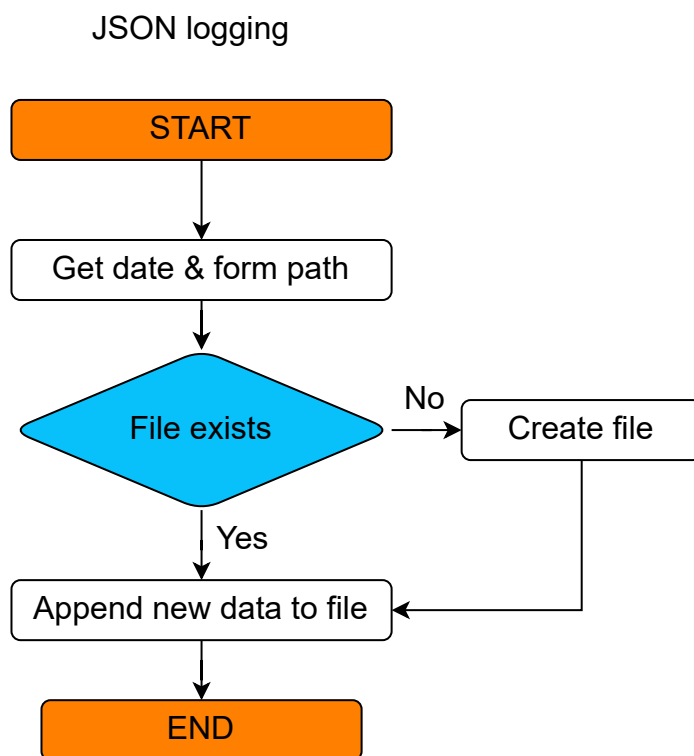 JSON logging
START
Get date & form path
File exists
No
Create file
Yes
Append new data to file
END